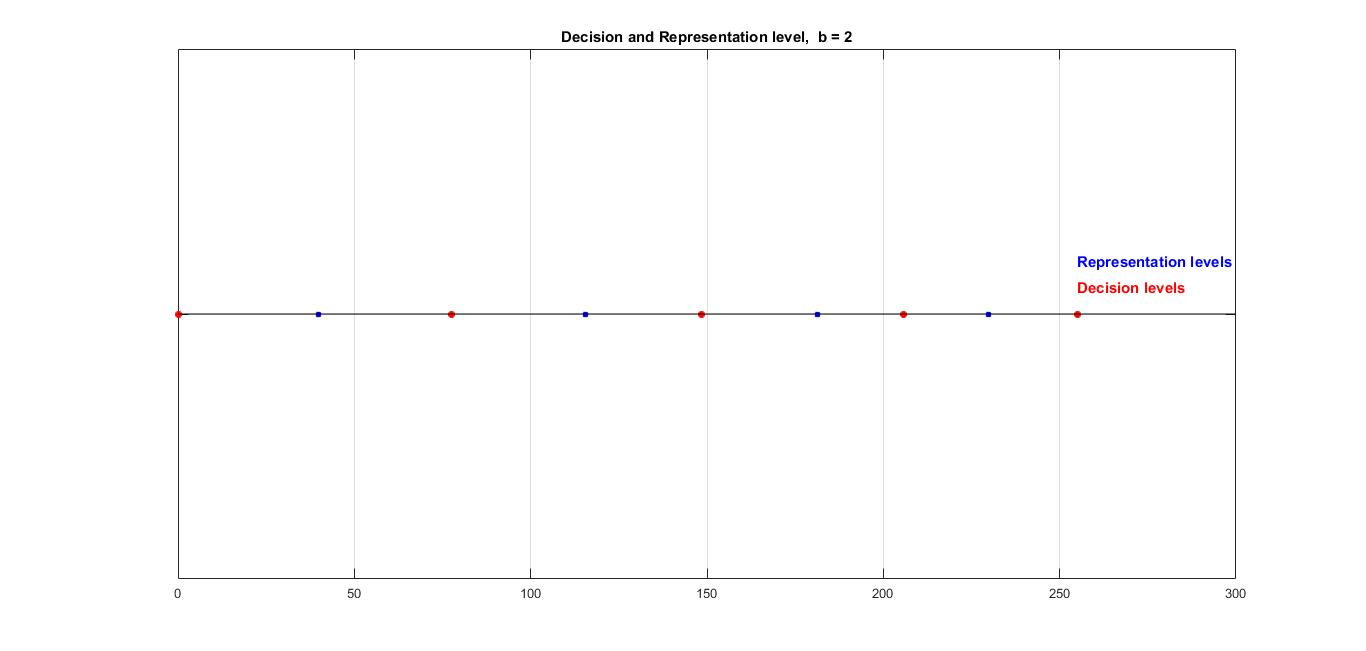 Decision and Representation level,  b = 2
Representation levels
Decision levels
0 50 100 150 200 250 300